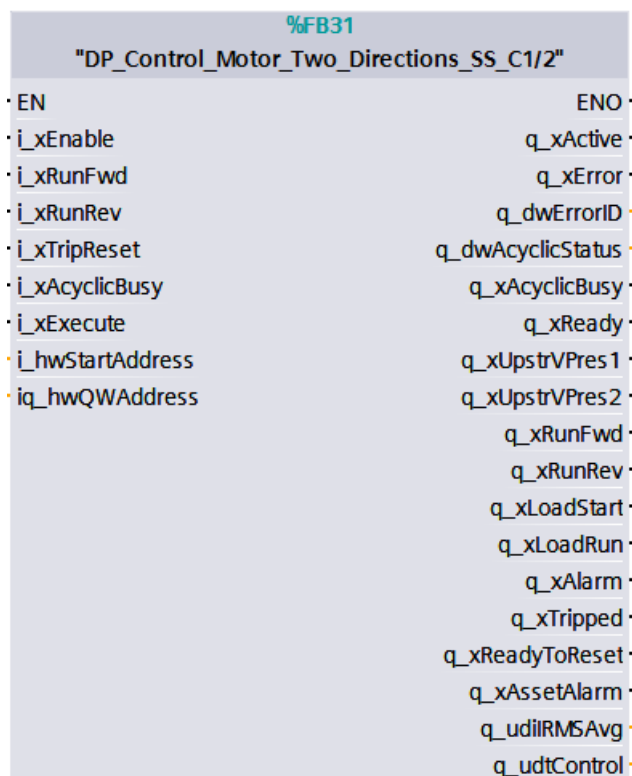 %FB31
"DP_Control_Motor_Two_Directions_SS_C1/2"
EN ENO
i_xEnable q_xActive
i_xRunFwd q_xError
i_xRunRev q_dwErrorID
i_xTripReset q_dwAcyclicStatus
i_xAcyclicBusy q_xAcyclicBusy
i_xExecute q_xReady
i_hwStartAddress q_xUpstrVPres1
iq_hwQWAddress q_xUpstrVPres2
q_xRunFwd
q_xRunRev
q_xLoadStart
q_xLoadRun
q_xAlarm
q_xTripped
q_xReadyToReset
q_xAssetAlarm
q_udiIRMSAvg
q_udtControl